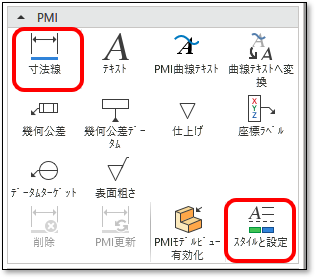 PMI
寸法線
テキスト
PMI曲線テキスト
曲線テキストへ変
換
幾何公差
幾何公差データ
ム
仕上げ
座標ラベル
X
Y
Z
データムターゲット
表面粗さ
削除
PMI更新
PMIモデルビュー
有効化
スタイルと設定